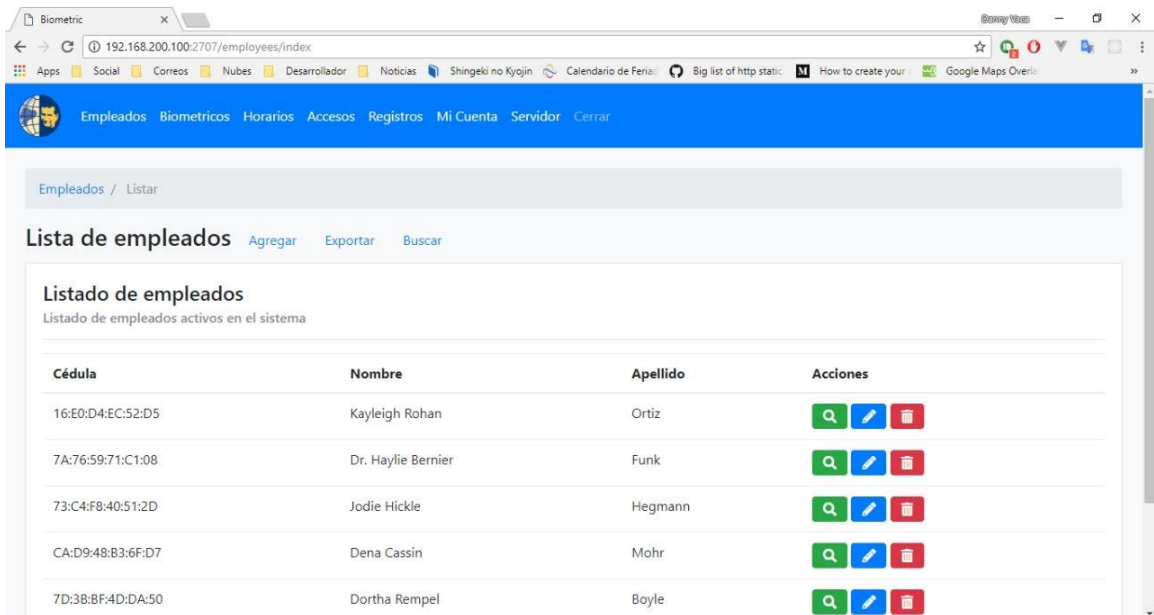 Biometric
Danny Vaca
192.168.200.100:2707/employees/index
Apps Social Correos Nubes Desarrollador Noticias Shingeki no Kyojin Calendario de Feriad Big list of http static How to create your Google Maps Overla »
Empleados Biometricos Horarios Accesos Registros Mi Cuenta Servidor Cerrar
Empleados / Listar
Lista de empleados Agregar Exportar Buscar
Listado de empleados
Listado de empleados activos en el sistema
Cédula Nombre Apellido Acciones
16:E0:D4:EC:52:D5 Kayleigh Rohan Ortiz
7A:76:59:71:C1:08 Dr. Haylie Bernier Funk
73:C4:F8:40:51:2D Jodie Hickle Hegmann
CA:D9:48:B3:6F:D7 Dena Cassin Mohr
7D:3B:BF:4D:DA:50 Dortha Rempel Boyle